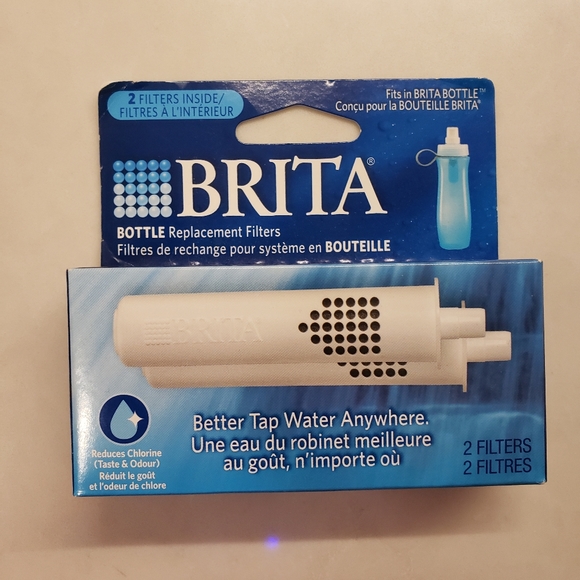 2 FILTERS INSIDE/
FILTRES À L'INTÉRIEUR
Fits in BRITA BOTTLE™
Conçu pour la BOUTEILLE BRITA®
BRITA®
BOTTLE Replacement Filters
Filtres de rechange pour système en BOUTEILLE
BRITA
Better Tap Water Anywhere.
Une eau du robinet meilleure
au goût, n'importe où
Reduces Chlorine
(Taste & Odour)
Réduit le goût
et l'odeur de chlore
2 FILTERS
2 FILTRES